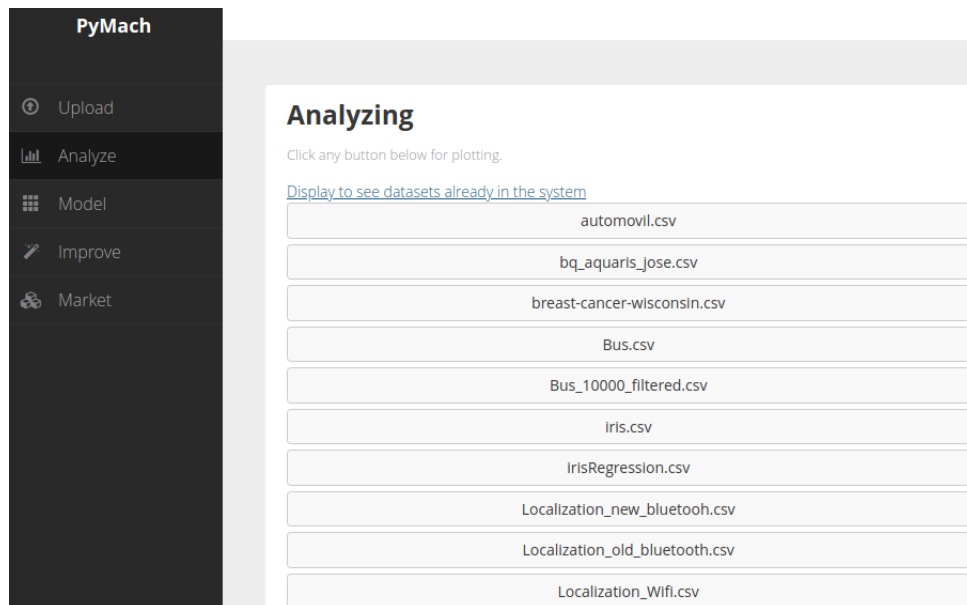 PyMach
Upload
Analyze
Model
Improve
Market
Analyzing
Click any button below for plotting.
Display to see datasets already in the system
automovil.csv
bq_aquaris_jose.csv
breast-cancer-wisconsin.csv
Bus.csv
Bus_10000_filtered.csv
iris.csv
irisRegression.csv
Localization_new_bluetooh.csv
Localization_old_bluetooth.csv
Localization_Wifi.csv